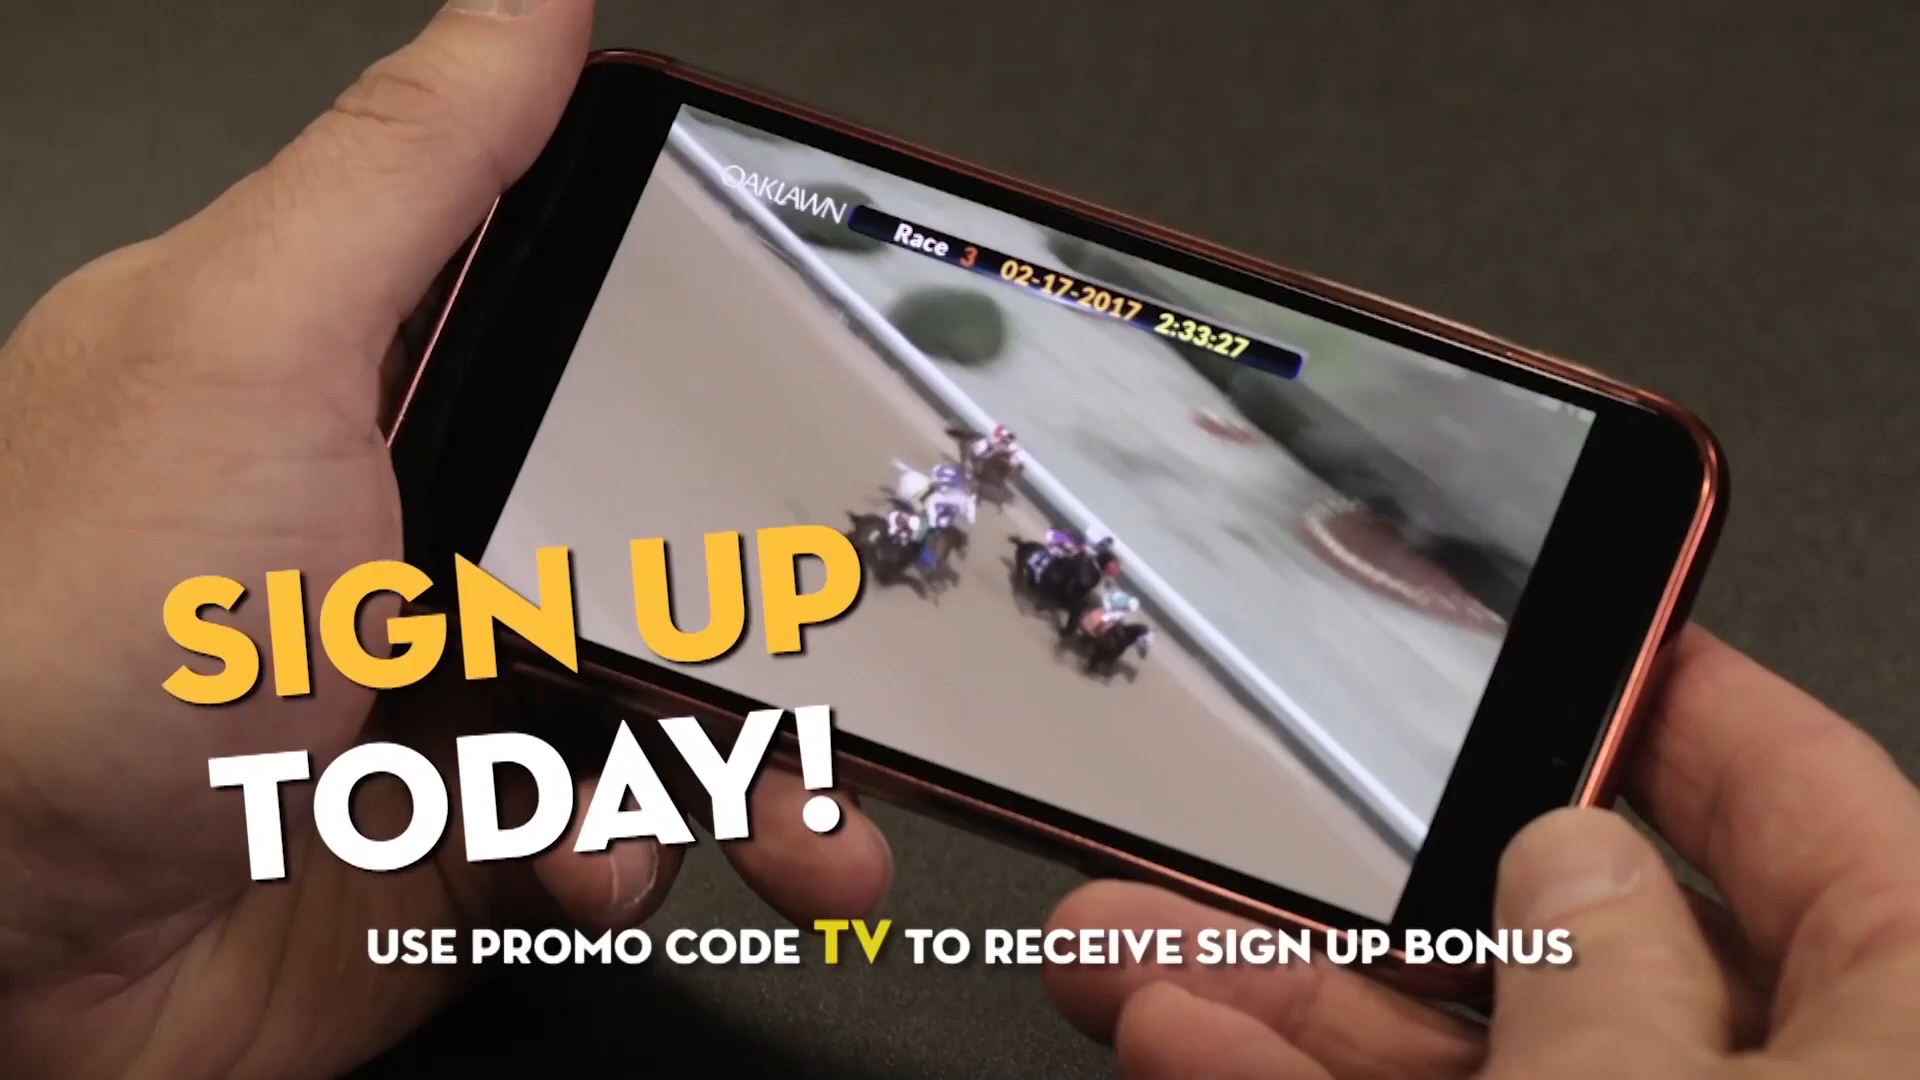 OAKLAWN
Race 3 02-17-2017 2:33:27
SIGN UP
TODAY!
USE PROMO CODE TV TO RECEIVE SIGN UP BONUS